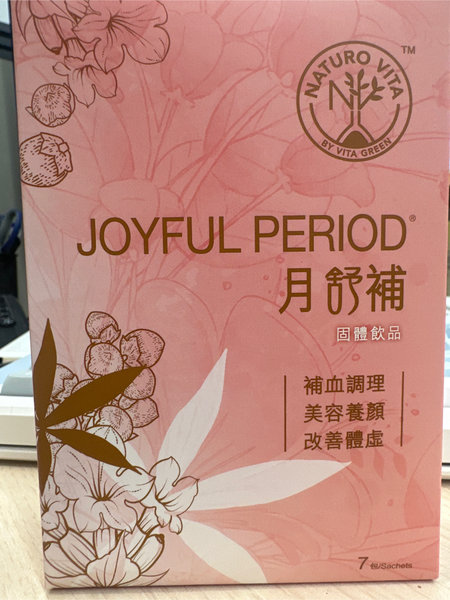 NATURO VITA
™
BY VITA GREEN
JOYFUL PERIOD®
月舒補
固體飲品
補血調理
美容養顏
改善體虛
7包/Sachets